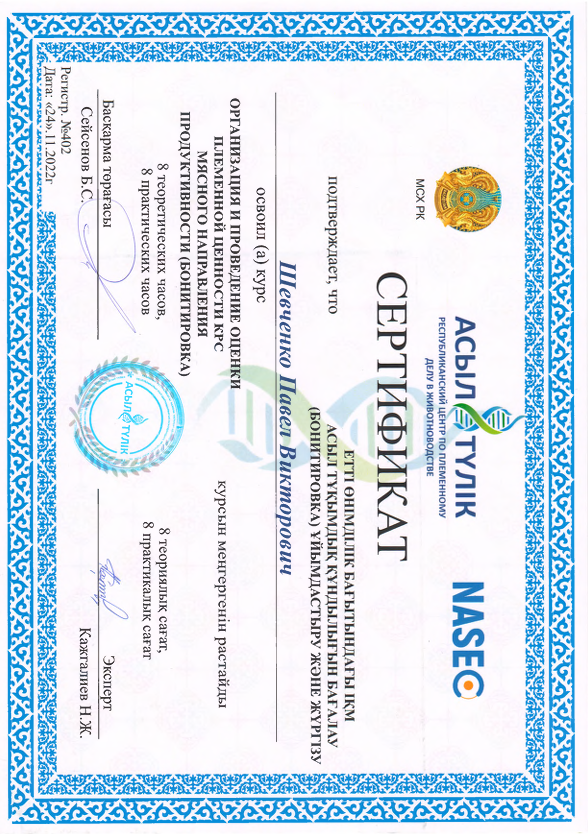 МСХ РК
АСЫЛ ТҮЛІК
РЕСПУБЛИКАНСКИЙ ЦЕНТР ПО ПЛЕМЕННОМУ
ДЕЛУ В ЖИВОТНОВОДСТВЕ
NASEC
СЕРТИФИКАТ
подтверждает, что
ЕТТІ ӨНІМДІЛІК БАҒЫТЫНДАҒЫ ІҚМ
АСЫЛ ТҰҚЫМДЫҚ ҚҰНДЫЛЫҒЫН БАҒАЛАУ
(БОНИТИРОВКА) ҰЙЫМДАСТЫРУ ЖӘНЕ ЖҮРГІЗУ
Шевченко Павел Викторович
освоил (а) курс
ОРГАНИЗАЦИЯ И ПРОВЕДЕНИЕ ОЦЕНКИ
ПЛЕМЕННОЙ ЦЕННОСТИ КРС
МЯСНОГО НАПРАВЛЕНИЯ
ПРОДУКТИВНОСТИ (БОНИТИРОВКА)
8 теоретических часов,
8 практических часов
курсын меңгергенін растайды
8 теориялық сағат,
8 практикалық сағат
АСЫЛ ТҮЛІК
Басқарма торағасы
Сейсенов Б.С.
Эксперт
Кажгалиев Н.Ж.
Регистр. №402
Дата: «24».11.2022г